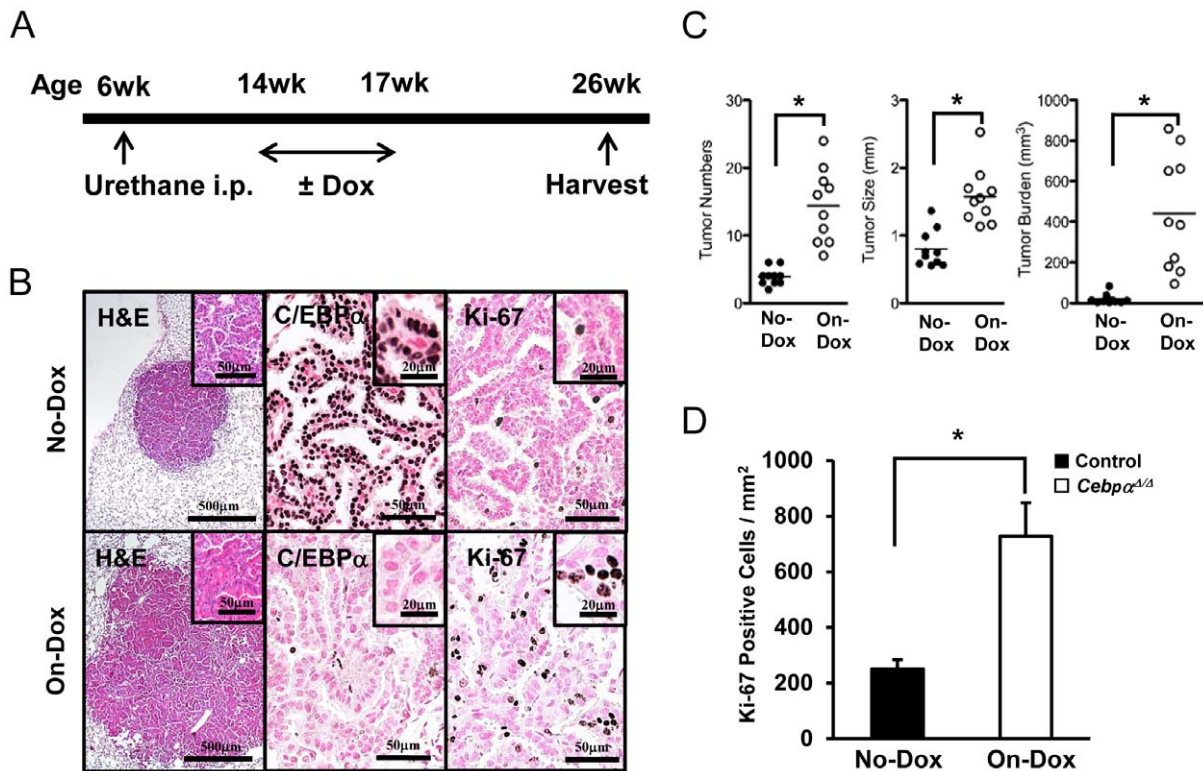 A
Age 6wk 14wk 17wk 26wk
Urethane i.p. ± Dox Harvest
B
No-Dox
H&E
50μm
500μm
C/EBPα
20μm
50μm
Ki-67
20μm
50μm
On-Dox
H&E
50μm
500μm
C/EBPα
20μm
50μm
Ki-67
20μm
50μm
C
Tumor Numbers
30
20
10
0
*
No-Dox
On-Dox
Tumor Size (mm)
3
2
1
0
*
No-Dox
On-Dox
Tumor Burden (mm³)
1000
800
600
400
200
0
*
No-Dox
On-Dox
D
Ki-67 Positive Cells / mm²
1000
800
600
400
200
0
*
Control
Cebpα^Δ/Δ
No-Dox On-Dox